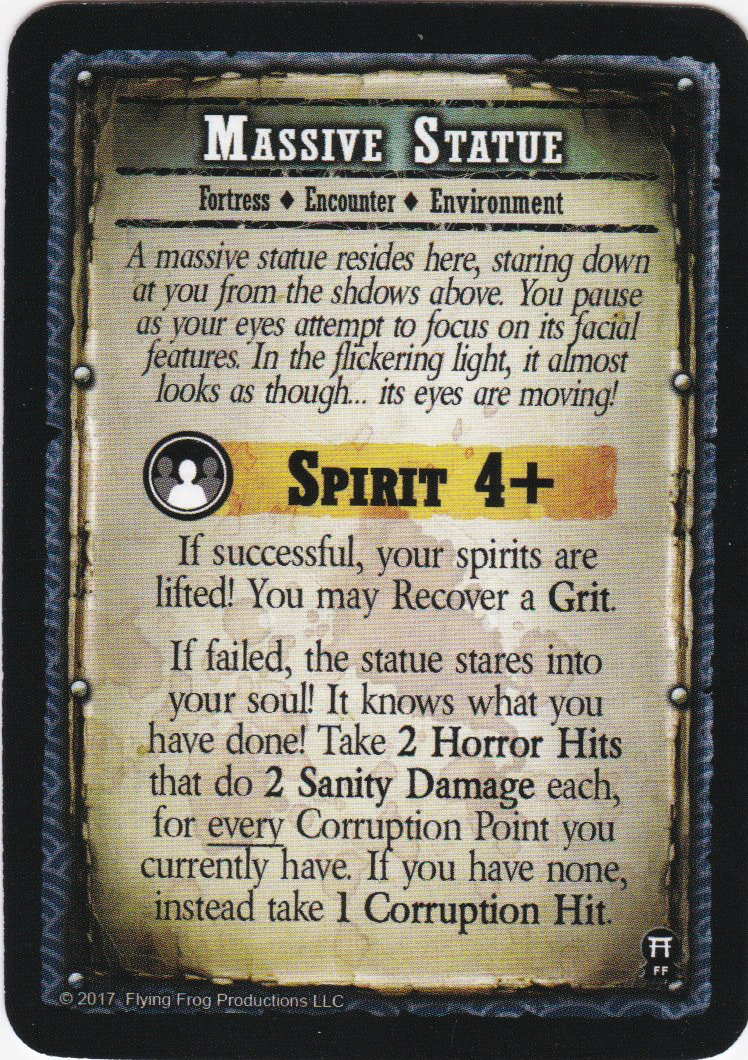 Massive Statue
Fortress ♦ Encounter ♦ Environment
A massive statue resides here, staring down
at you from the shdows above. You pause
as your eyes attempt to focus on its facial
features. In the flickering light, it almost
looks as though... its eyes are moving!
Spirit 4+
If successful, your spirits are
lifted! You may Recover a Grit.
If failed, the statue stares into
your soul! It knows what you
have done! Take 2 Horror Hits
that do 2 Sanity Damage each,
for every Corruption Point you
currently have. If you have none,
instead take 1 Corruption Hit.
FF
© 2017 Flying Frog Productions LLC